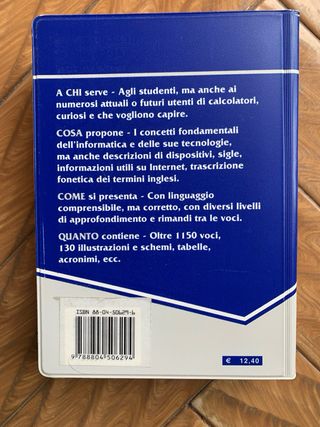 A CHI serve - Agli studenti, ma anche ai
numerosi attuali o futuri utenti di calcolatori,
curiosi e che vogliono capire.
COSA propone - I concetti fondamentali
dell'informatica e delle sue tecnologie,
ma anche descrizioni di dispositivi, sigle,
informazioni utili su Internet, trascrizione
fonetica dei termini inglesi.
COME si presenta - Con linguaggio
comprensibile, ma corretto, con diversi livelli
di approfondimento e rimandi tra le voci.
QUANTO contiene - Oltre 1150 voci,
130 illustrazioni e schemi, tabelle,
acronimi, ecc.
ISBN 88-04-50629-6
9 788804 506294
€ 12,40